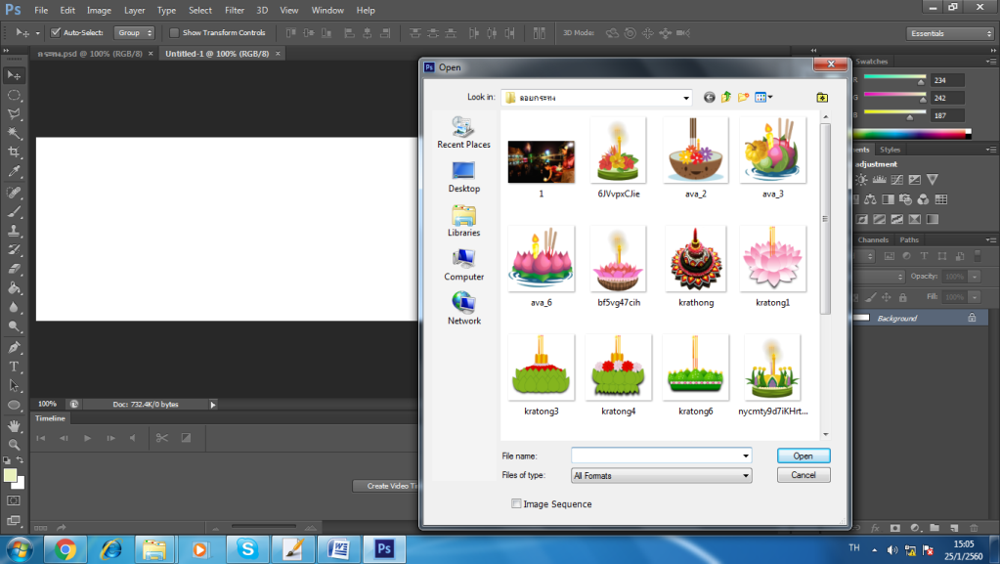 Ps File Edit Image Layer Type Select Filter 3D View Window Help
Auto-Select: Group Show Transform Controls 3D Mode: Essentials
กระทง.psd @ 100% (RGB/8) × Untitled-1 @ 100% (RGB/8) ×
Swatches
R 234
G 242
B 187
Styles
adjustment
Channels Paths
Opacity: 100%
Fill: 100%
Background
Ps Open
Look in: ลอยกระทง
Recent Places
Desktop
Libraries
Computer
Network
1 6JVvpxCJie ava_2 ava_3
ava_6 bf5vg47cih krathong kratong1
kratong3 kratong4 kratong6 nycmty9d7iKHrt...
File name: Open
Files of type: All Formats Cancel
Image Sequence
100% Doc: 732.4K/0 bytes
Timeline
Create Video Ti
TH 15:05
25/1/2560